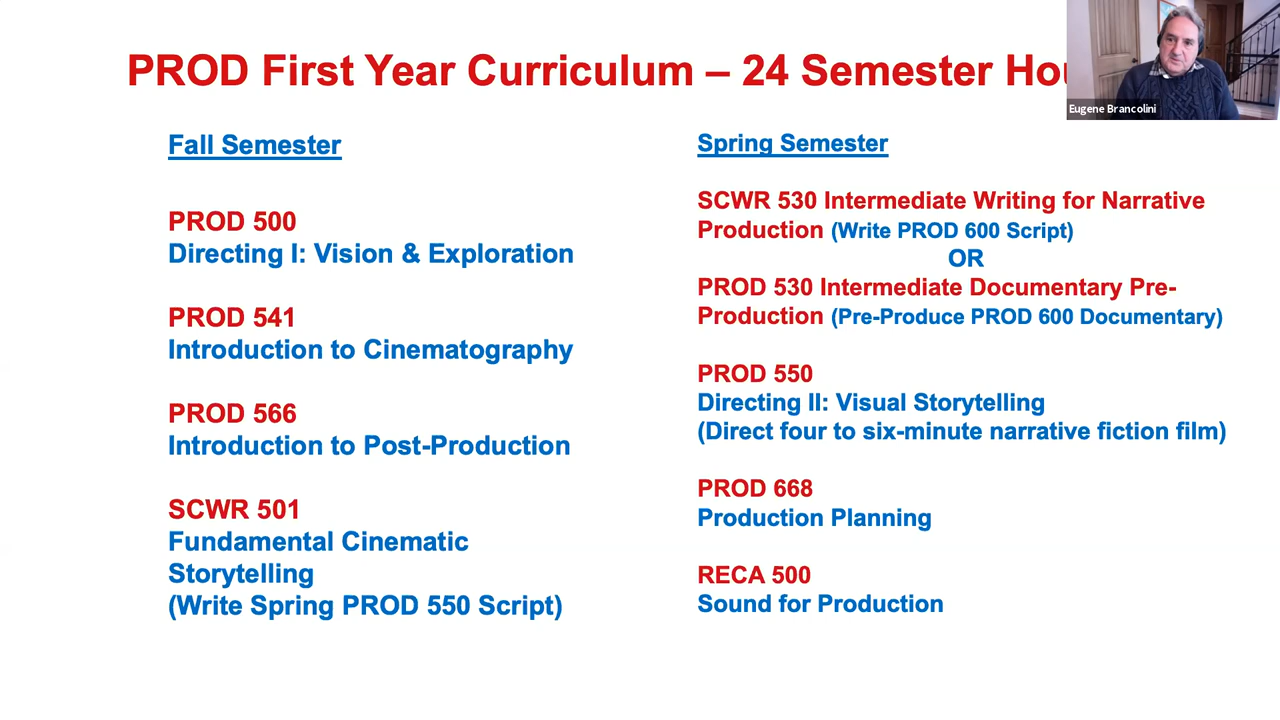 PROD First Year Curriculum – 24 Semester
Eugene Brancolini
Fall Semester
PROD 500
Directing I: Vision & Exploration
PROD 541
Introduction to Cinematography
PROD 566
Introduction to Post-Production
SCWR 501
Fundamental Cinematic
Storytelling
(Write Spring PROD 550 Script)
Spring Semester
SCWR 530 Intermediate Writing for Narrative
Production (Write PROD 600 Script)
OR
PROD 530 Intermediate Documentary Pre-
Production (Pre-Produce PROD 600 Documentary)
PROD 550
Directing II: Visual Storytelling
(Direct four to six-minute narrative fiction film)
PROD 668
Production Planning
RECA 500
Sound for Production